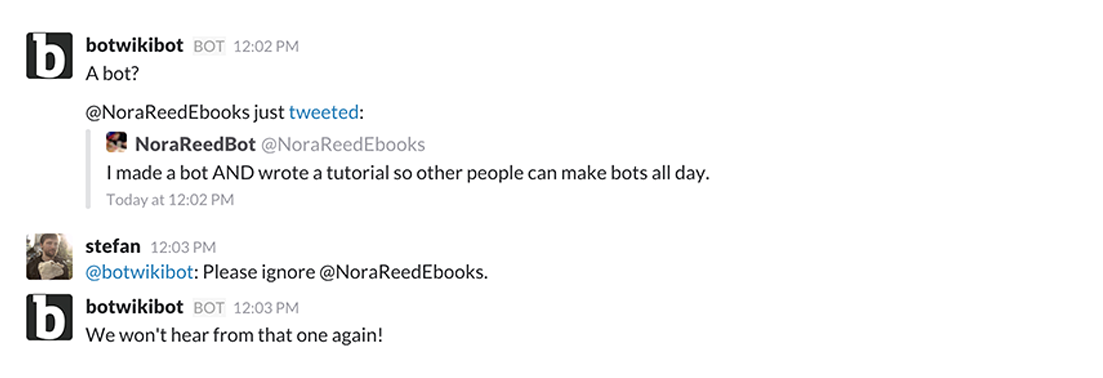 b botwikibot BOT 12:02 PM
A bot?
@NoraReedEbooks just tweeted:
NoraReedBot @NoraReedEbooks
I made a bot AND wrote a tutorial so other people can make bots all day.
Today at 12:02 PM
stefan 12:03 PM
@botwikibot: Please ignore @NoraReedEbooks.
b botwikibot BOT 12:03 PM
We won't hear from that one again!